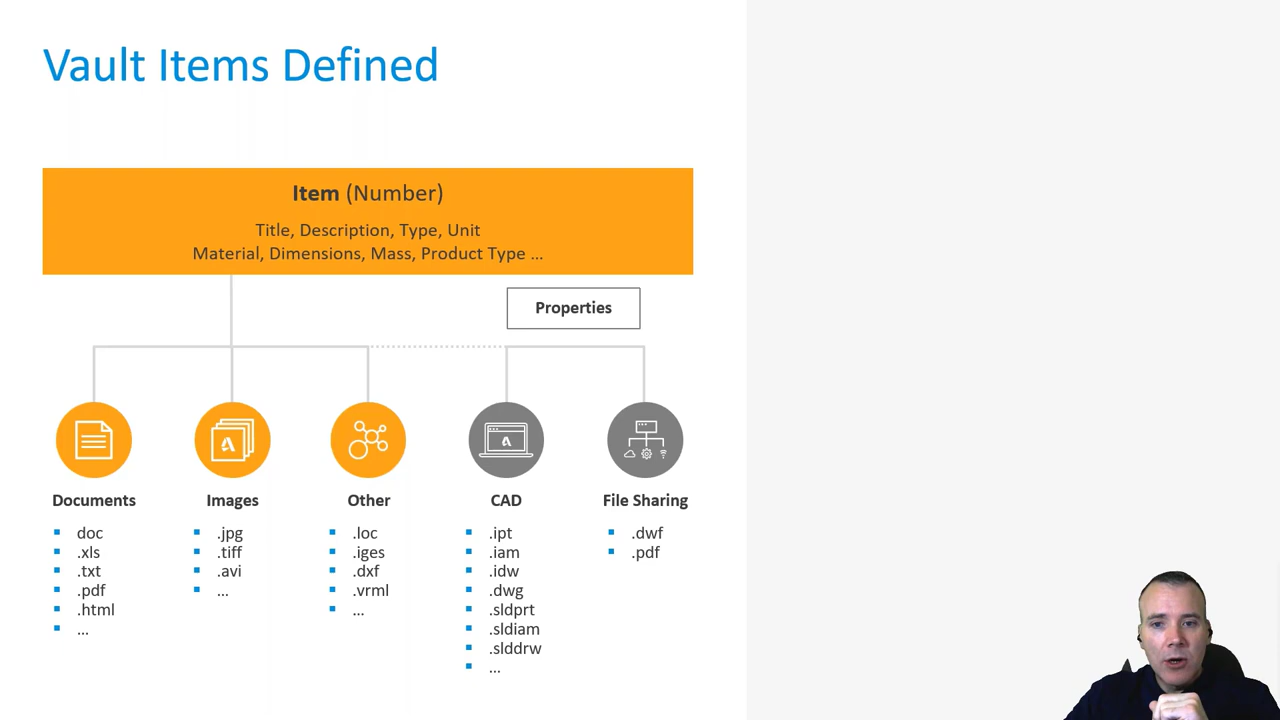 Vault Items Defined
Item (Number)
Title, Description, Type, Unit
Material, Dimensions, Mass, Product Type ...
Properties
Documents
doc
.xls
.txt
.pdf
.html
...
Images
.jpg
.tiff
.avi
...
Other
.loc
.iges
.dxf
.vrml
...
CAD
.ipt
.iam
.idw
.dwg
.sldprt
.sldiam
.slddrw
...
File Sharing
.dwf
.pdf